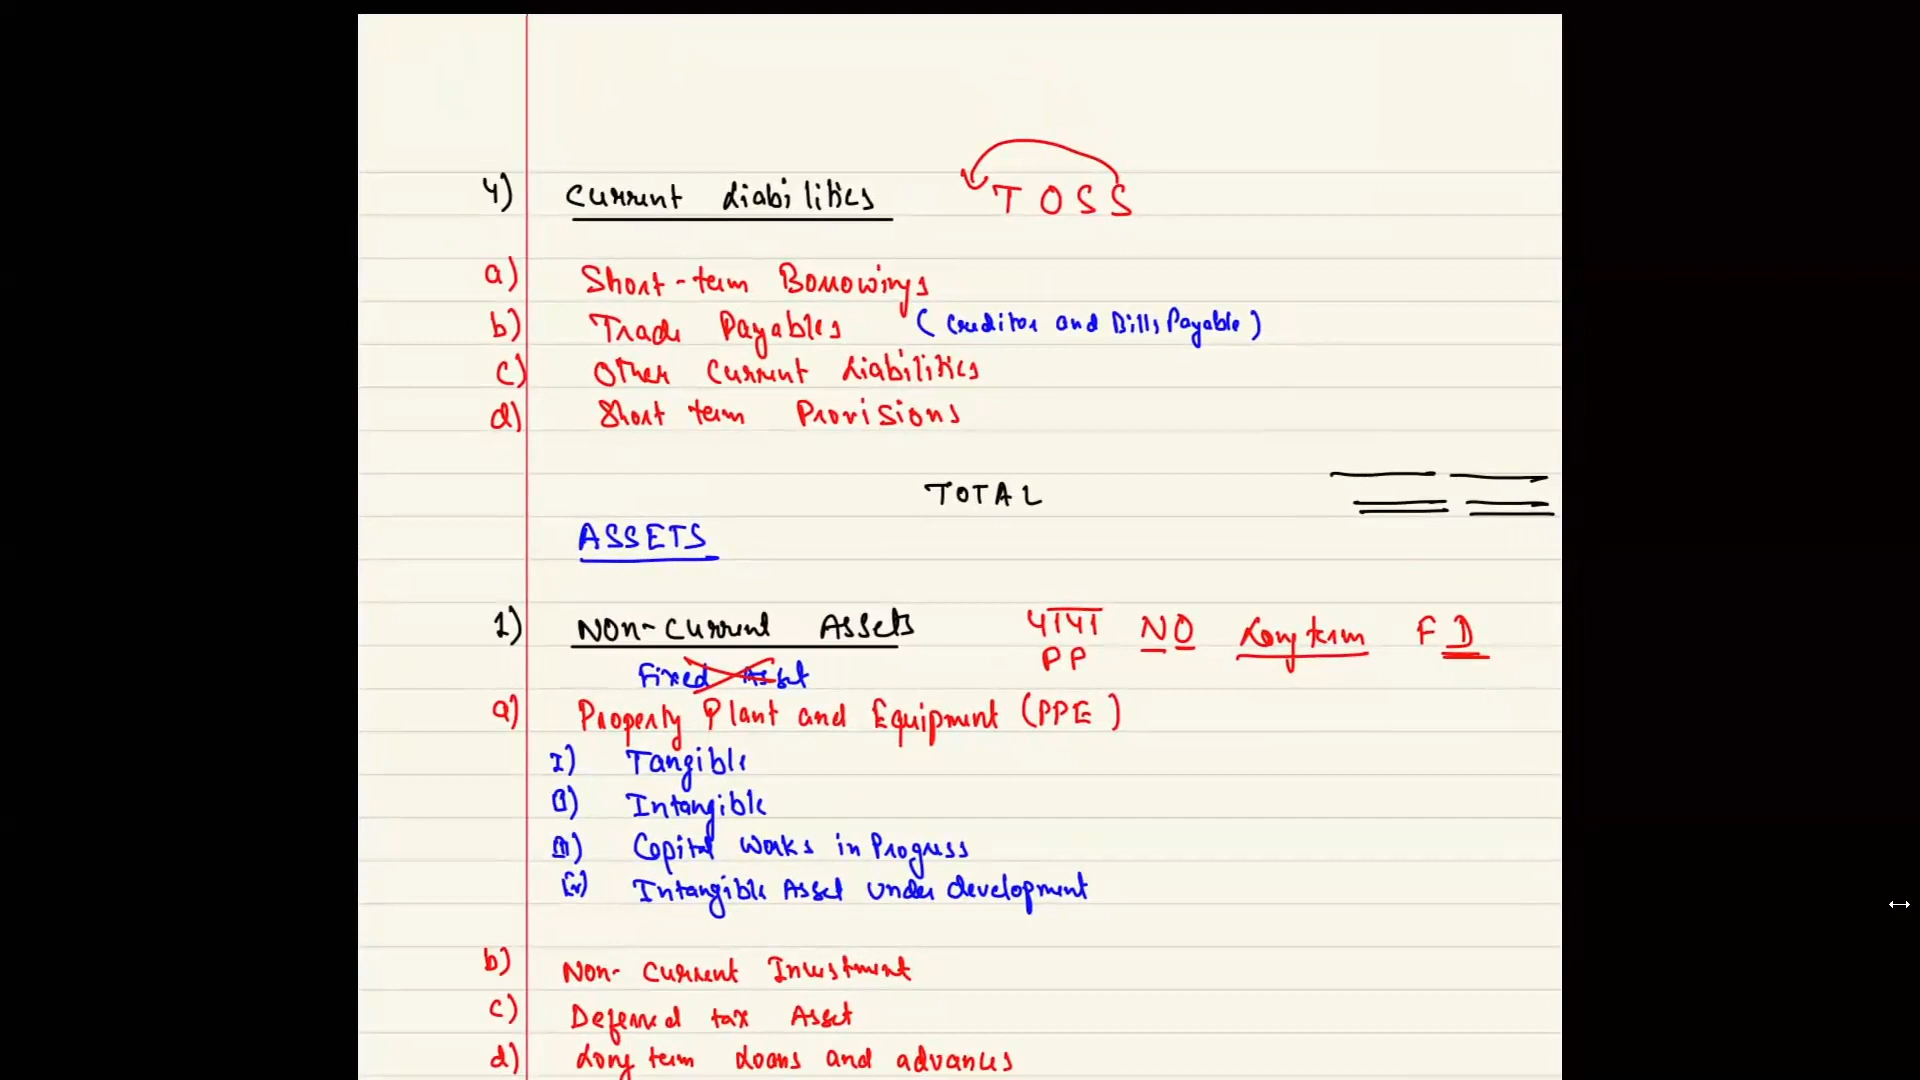 4) Current Liabilities TOSS
a) Short-term Borrowings
b) Trade Payables (Creditor and Bills Payable)
c) Other Current Liabilities
d) Short term Provisions
TOTAL
ASSETS
1) NON-Current Assets पापा NO Long term FD
PP
Fixed Asset
a) Property Plant and Equipment (PPE)
I) Tangible
II) Intangible
III) Capital Works in Progress
IV) Intangible Asset under development
b) Non-Current Investment
c) Deferred tax Asset
d) Long term Loans and advances